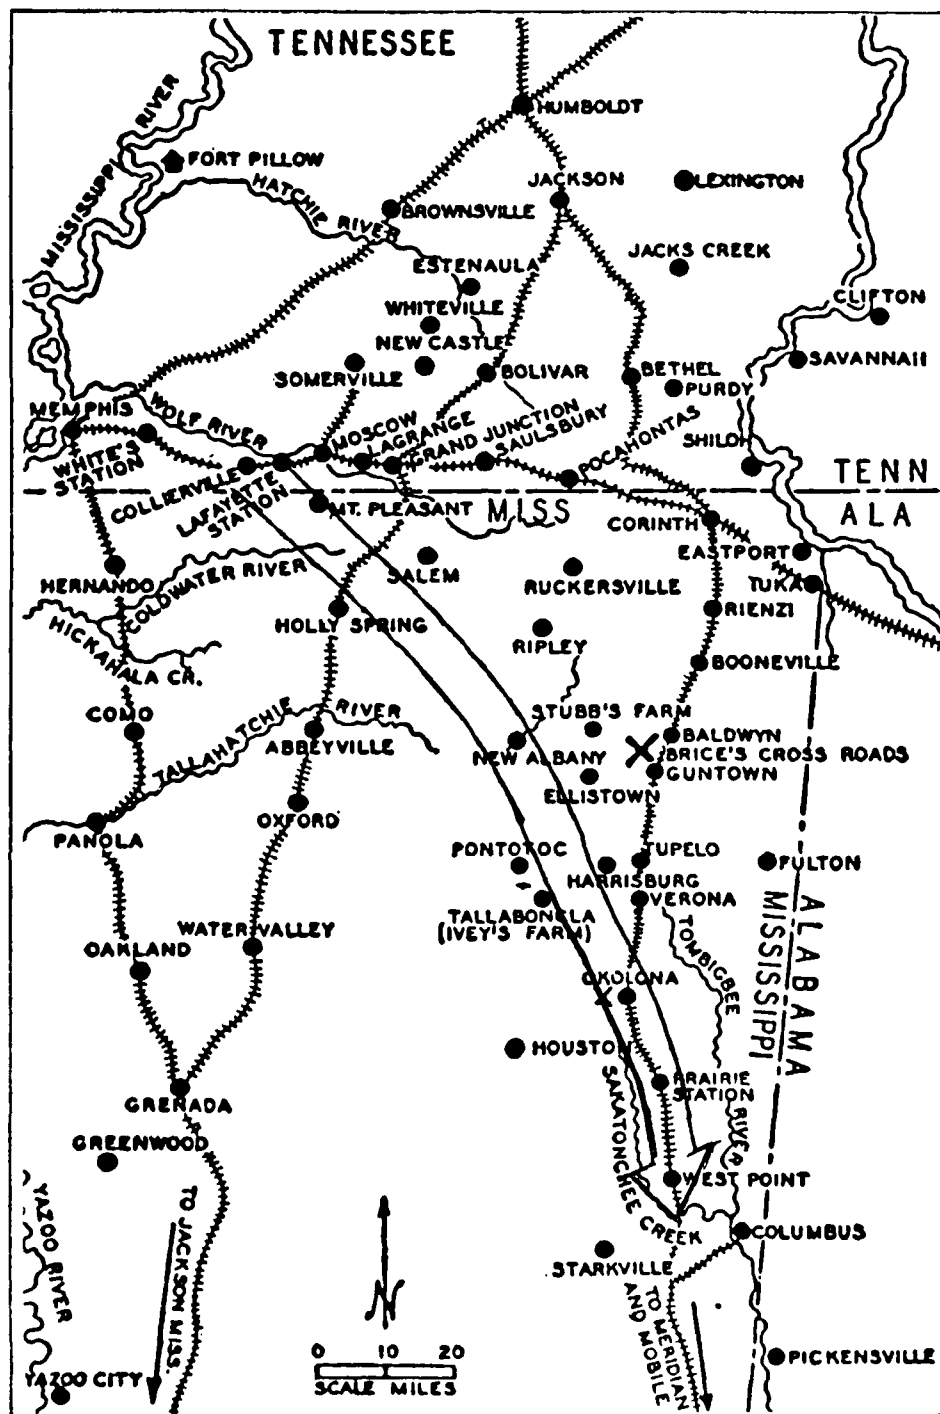 TENNESSEE
HUMBOLDT
MISSISSIPPI RIVER
FORT PILLOW
HATCHIE RIVER
JACKSON
LEXINGTON
BROWNSVILLE
JACKS CREEK
ESTENAULA
CLIFTON
WHITEVILLE
NEW CASTLE
SAVANNAH
SOMERVILLE
BOLIVAR
BETHEL
PURDY
MEMPHIS
WOLF RIVER
MOSCOW
LAGRANGE
GRAND JUNCTION
SAULSBURY
POCAHONTAS
SHILOH
WHITE'S
STATION
COLLIERVILLE
LAFAYETTE
STATION
TENN
MT. PLEASANT
MISS
ALA
CORINTH
EASTPORT
HERNANDO
COLDWATER RIVER
SALEM
RUCKERSVILLE
TUKA
HOLLY SPRING
RIENZI
HICKAHALA CR.
RIPLEY
BOONEVILLE
COMO
TALLAHATCHIE RIVER
STUBB'S FARM
ABBEYVILLE
NEW ALBANY
BALDWYN
BRICE'S CROSS ROADS
GUNTOWN
ELLISTOWN
OXFORD
PANOLA
PONTOTOC
TUPELO
HARRISBURG
FULTON
VERONA
TALLABONGLA
(IVEY'S FARM)
WATER VALLEY
OAKLAND
TOMBIGBEE RIVER
ALABAMA
MISSISSIPPI
OKOLONA
HOUSTON
SAKATONCHEE CREEK
PRAIRIE
STATION
GRENADA
GREENWOOD
WEST POINT
YAZOO RIVER
TO JACKSON MISS.
COLUMBUS
STARKVILLE
TO MERIDIAN
AND MOBILE
N
0 10 20
SCALE MILES
PICKENSVILLE
YAZOO CITY